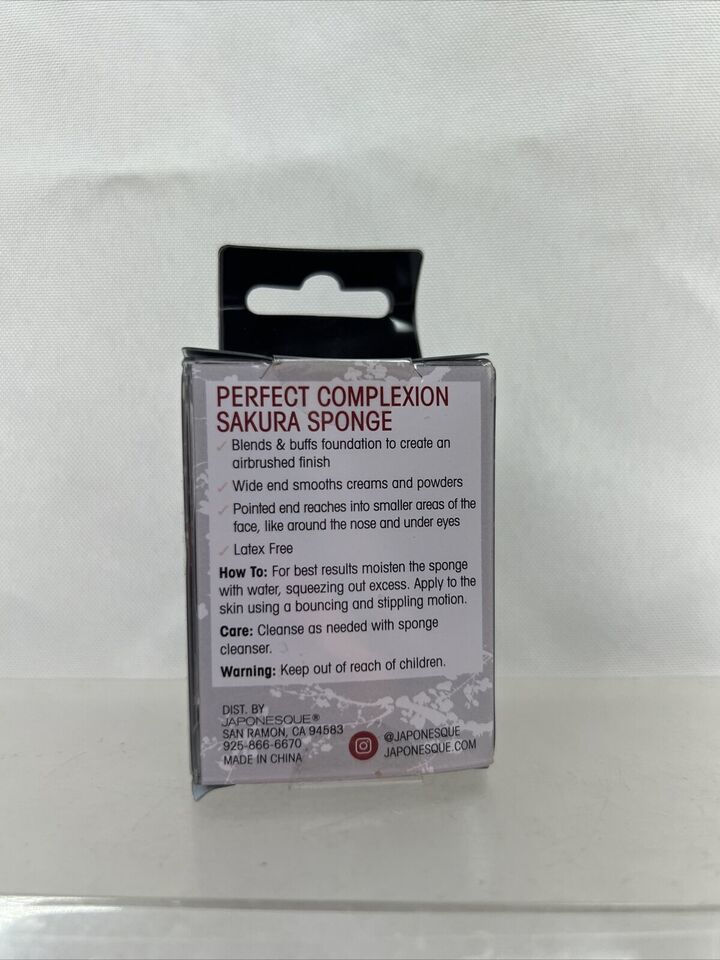 PERFECT COMPLEXION
SAKURA SPONGE
✓ Blends & buffs foundation to create an
airbrushed finish
✓ Wide end smooths creams and powders
✓ Pointed end reaches into smaller areas of the
face, like around the nose and under eyes
✓ Latex Free
How To: For best results moisten the sponge
with water, squeezing out excess. Apply to the
skin using a bouncing and stippling motion.
Care: Cleanse as needed with sponge
cleanser.
Warning: Keep out of reach of children.
DIST. BY
JAPONESQUE®
SAN RAMON, CA 94583
925-866-6670
MADE IN CHINA
@JAPONESQUE
JAPONESQUE.COM